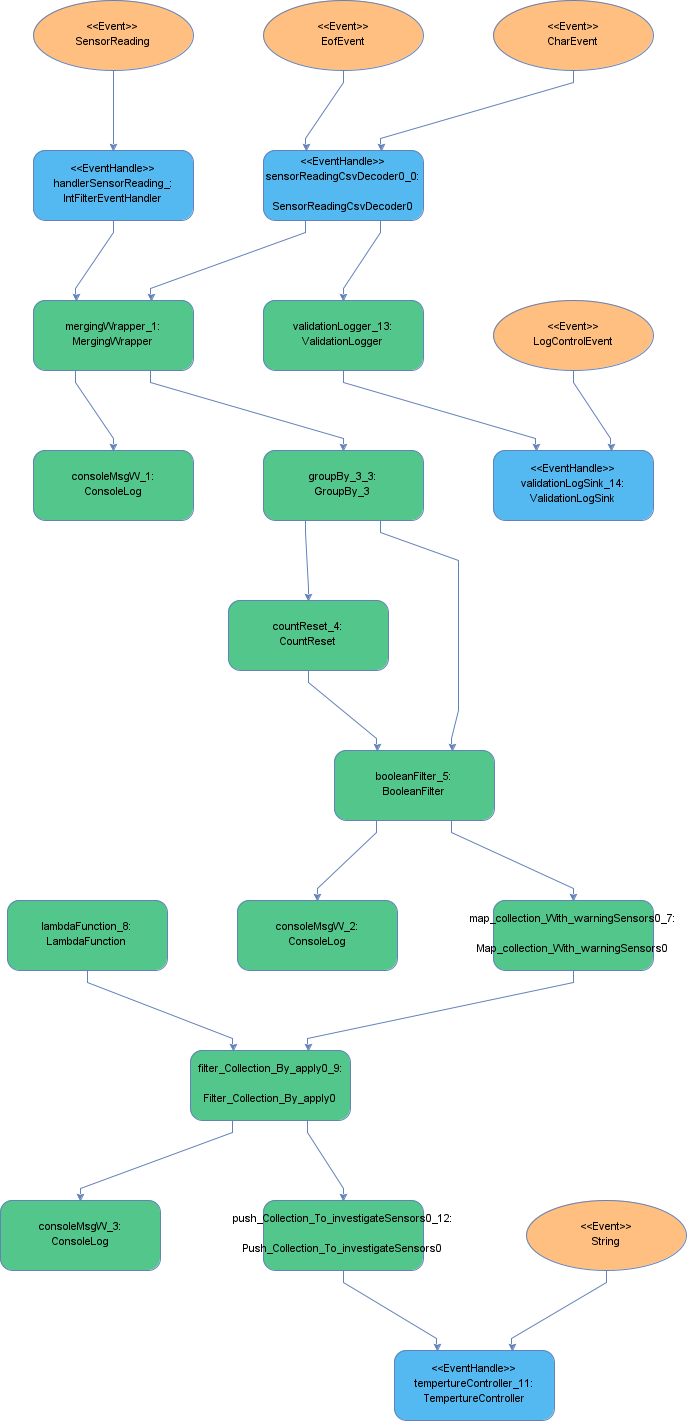 <<Event>>
SensorReading
<<Event>>
EofEvent
<<Event>>
CharEvent
<<EventHandle>>
handlerSensorReading_:
IntFilterEventHandler
<<EventHandle>>
sensorReadingCsvDecoder0_0:
SensorReadingCsvDecoder0
mergingWrapper_1:
MergingWrapper
validationLogger_13:
ValidationLogger
<<Event>>
LogControlEvent
consoleMsgW_1:
ConsoleLog
groupBy_3_3:
GroupBy_3
<<EventHandle>>
validationLogSink_14:
ValidationLogSink
countReset_4:
CountReset
booleanFilter_5:
BooleanFilter
lambdaFunction_8:
LambdaFunction
consoleMsgW_2:
ConsoleLog
map_collection_With_warningSensors0_7:
Map_collection_With_warningSensors0
filter_Collection_By_apply0_9:
Filter_Collection_By_apply0
consoleMsgW_3:
ConsoleLog
push_Collection_To_investigateSensors0_12:
Push_Collection_To_investigateSensors0
<<Event>>
String
<<EventHandle>>
tempertureController_11:
TempertureController